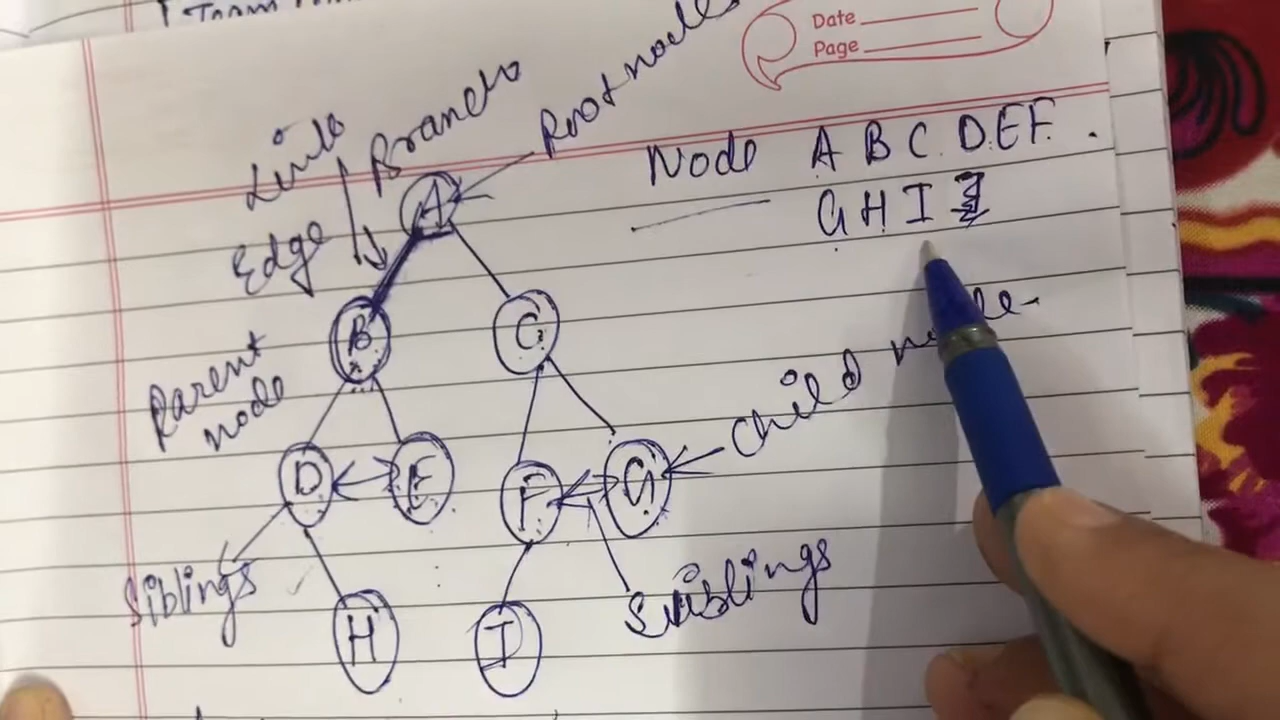 Date
Page
Root node
Branch
Link
Edge
Node A B C D E F .
G H I
A
B
C
Parent
node
Child node
D
E
F
G
Siblings
Siblings
H
I